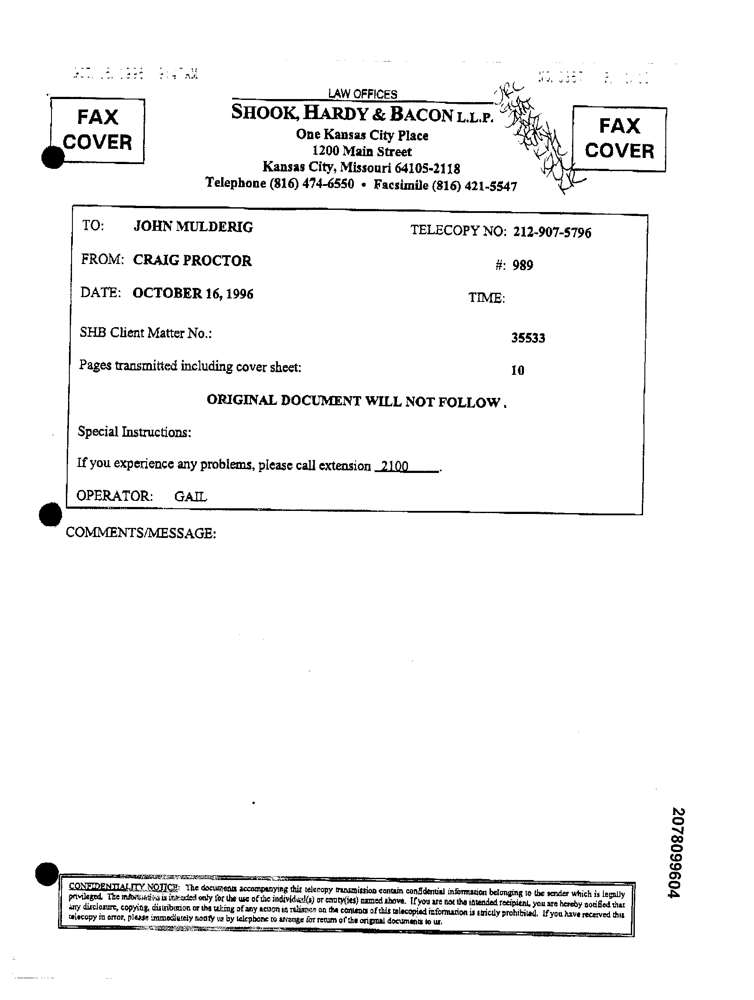 OCT. 16. 1996 9:47AM
NO. 0987 P. 1/10
LAW OFFICES
SHOOK, HARDY & BACON L.L.P.
One Kansas City Place
1200 Main Street
Kansas City, Missouri 64105-2118
Telephone (816) 474-6550 • Facsimile (816) 421-5547
FAX
COVER
FAX
COVER
TO: JOHN MULDERIG TELECOPY NO: 212-907-5796
FROM: CRAIG PROCTOR #: 989
DATE: OCTOBER 16, 1996 TIME:
SHB Client Matter No.: 35533
Pages transmitted including cover sheet: 10
ORIGINAL DOCUMENT WILL NOT FOLLOW.
Special Instructions:
If you experience any problems, please call extension 2100.
OPERATOR: GAIL
COMMENTS/MESSAGE:
2078099604
CONFIDENTIALITY NOTICE: The documents accompanying this telecopy transmission contain confidential information belonging to the sender which is legally
privileged. The information is intended only for the use of the individual(s) or entity(ies) named above. If you are not the intended recipient, you are hereby notified that
any disclosure, copying, distribution or the taking of any action in reliance on the contents of this telecopied information is strictly prohibited. If you have received this
telecopy in error, please immediately notify us by telephone to arrange for return of the original documents to us.